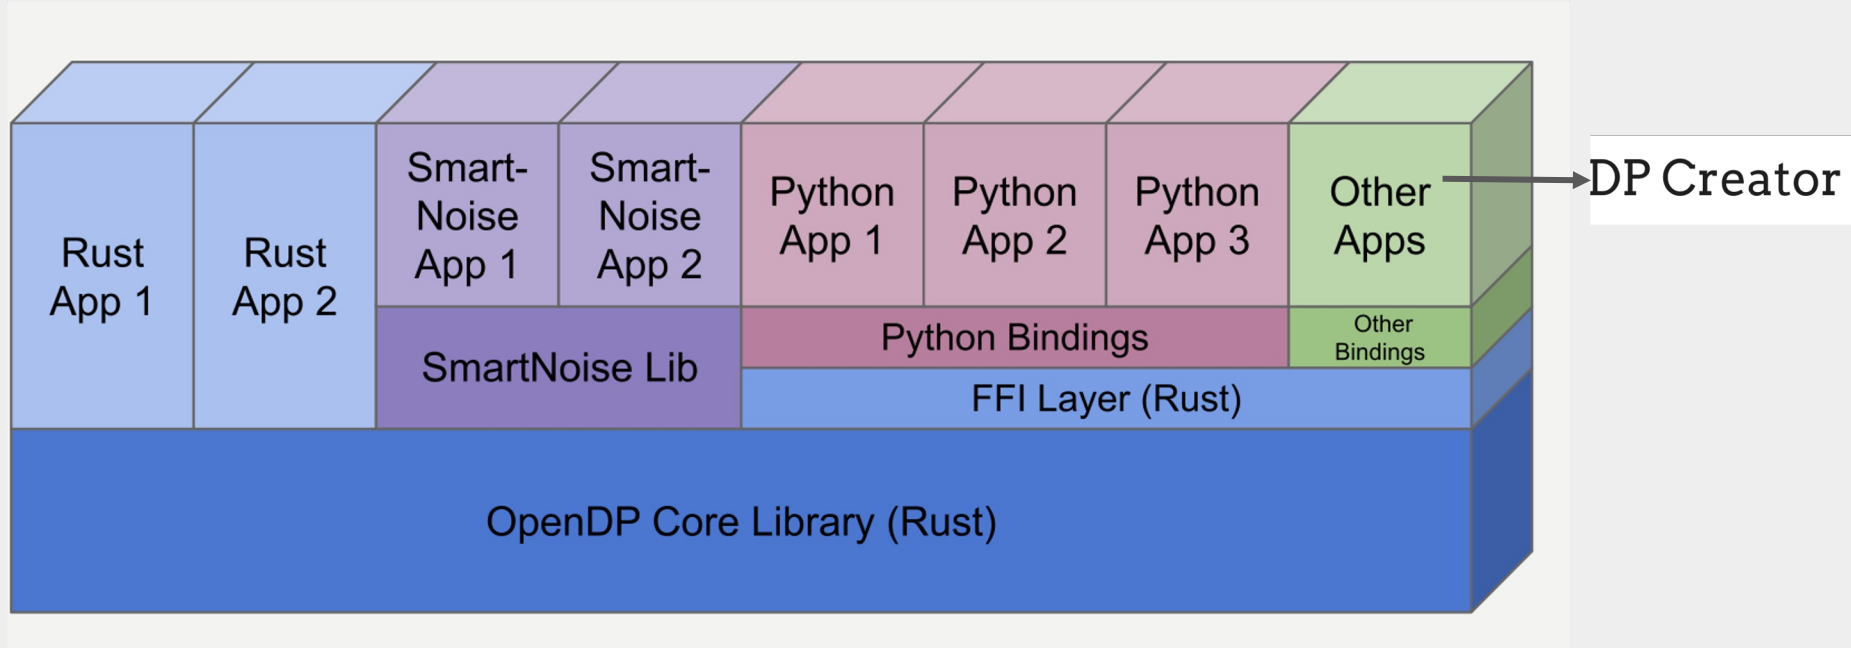 Rust
App 1
Rust
App 2
Smart-
Noise
App 1
Smart-
Noise
App 2
Python
App 1
Python
App 2
Python
App 3
Other
Apps
DP Creator
SmartNoise Lib
Python Bindings
Other
Bindings
FFI Layer (Rust)
OpenDP Core Library (Rust)